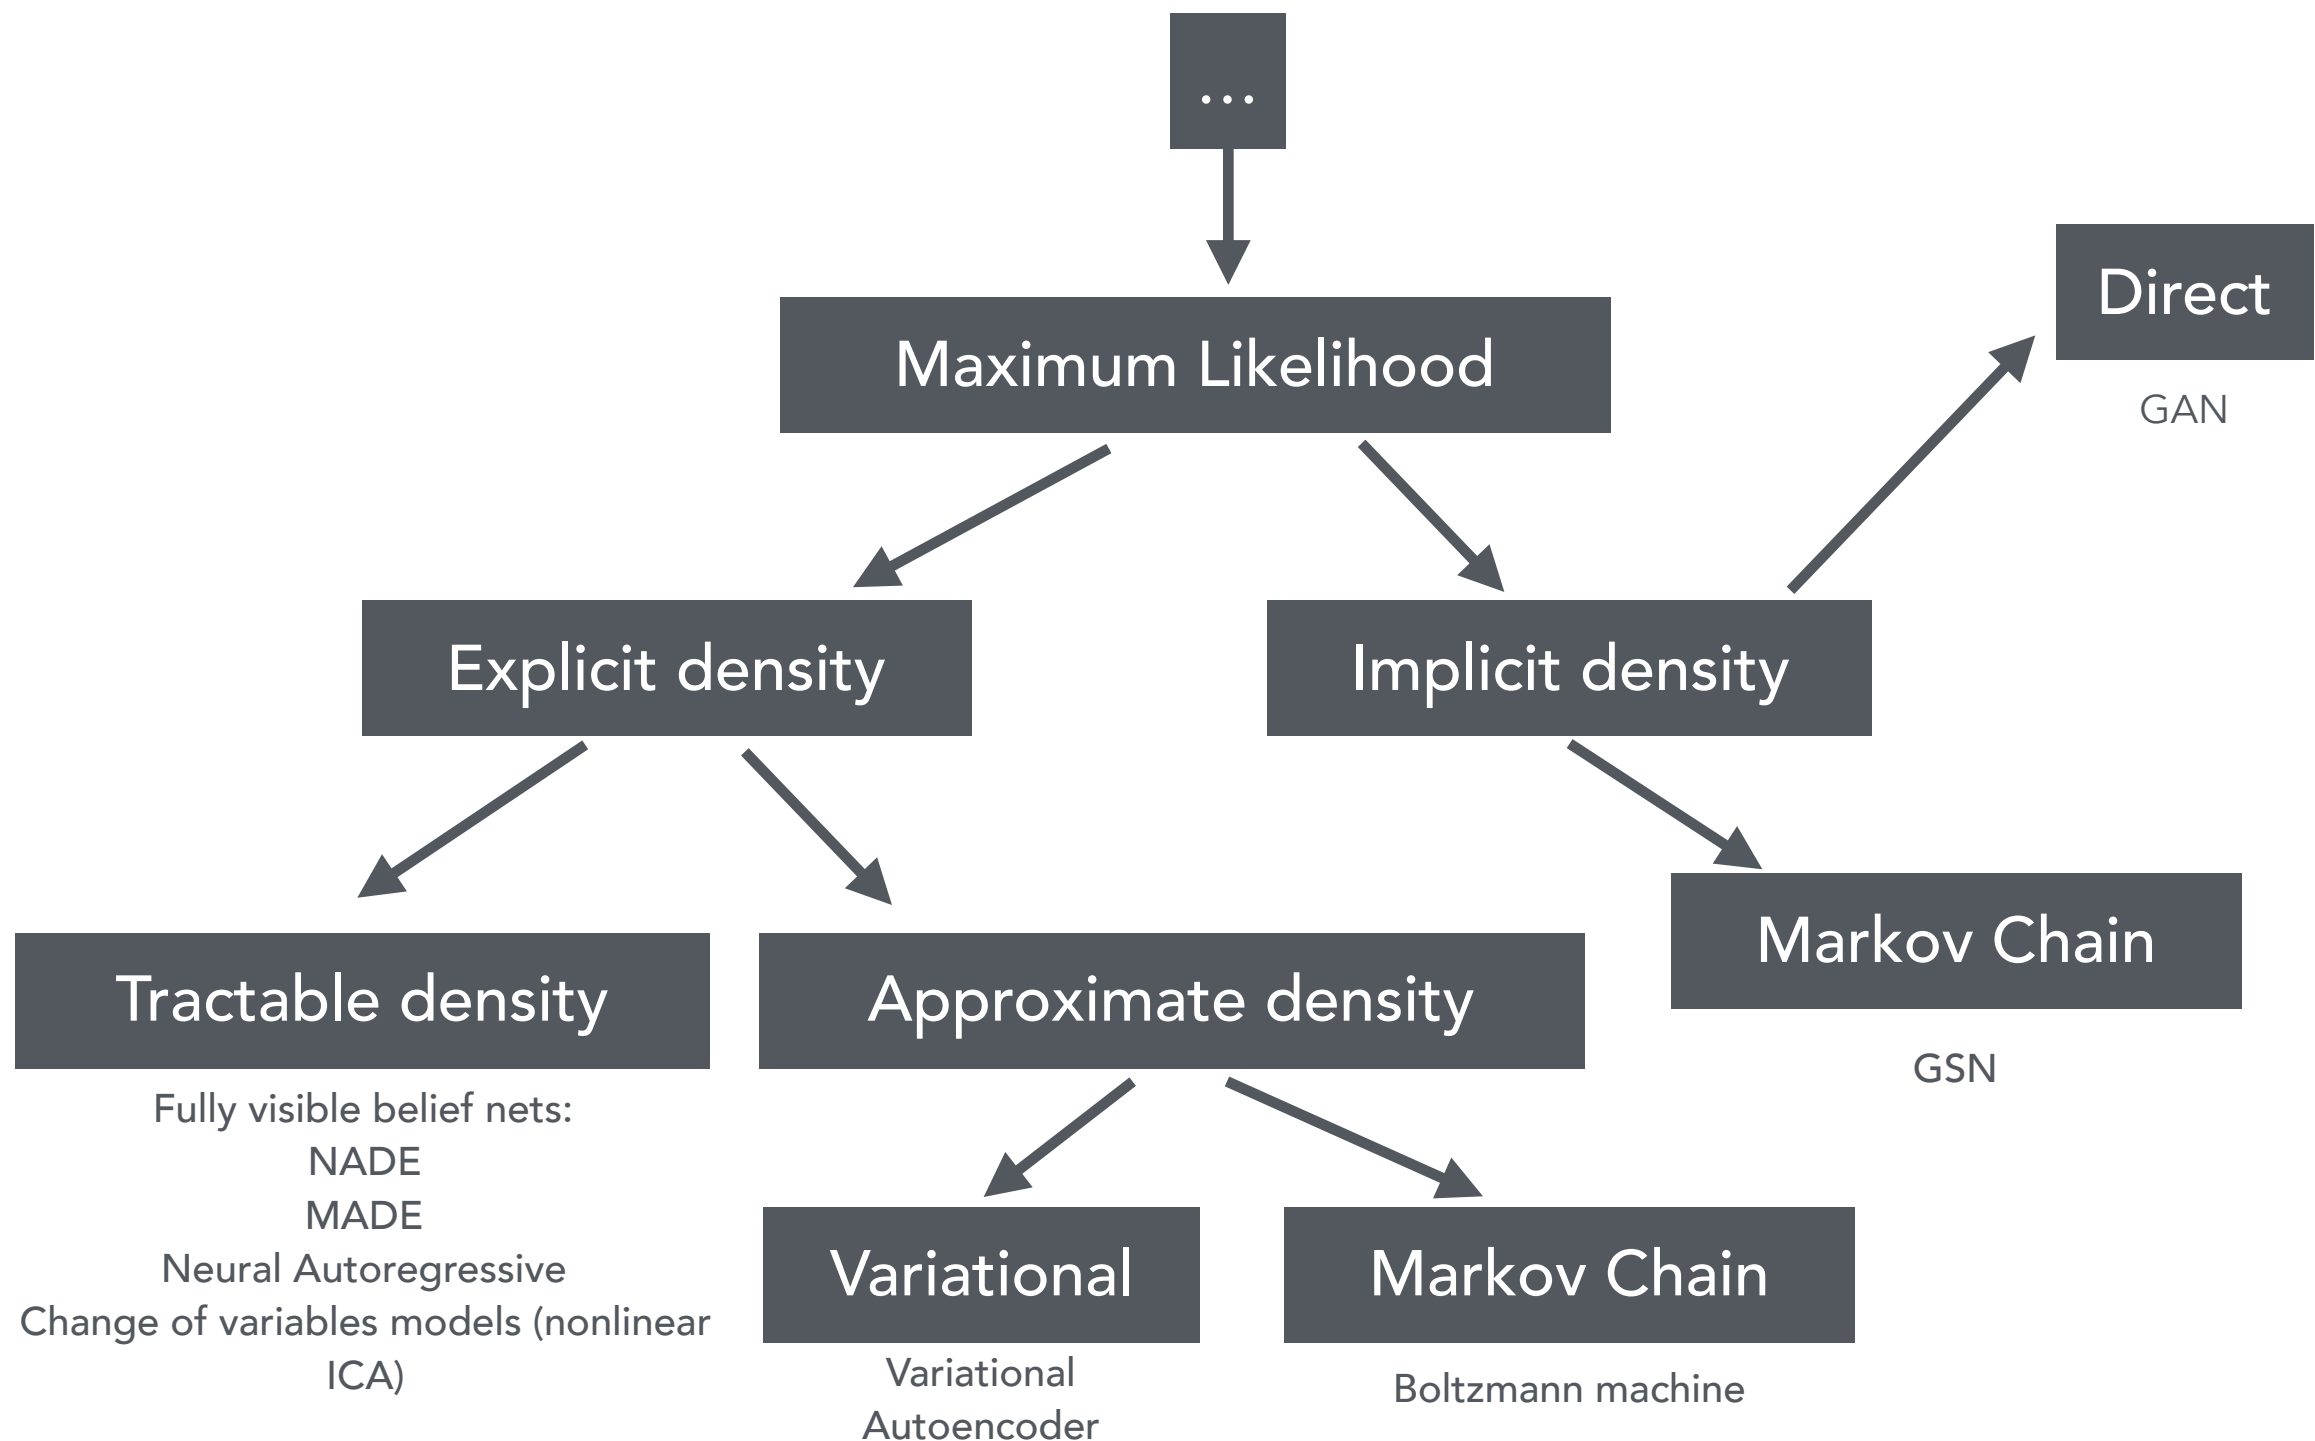 ...
Maximum Likelihood
Direct
GAN
Explicit density
Implicit density
Tractable density
Fully visible belief nets:
NADE
MADE
Neural Autoregressive
Change of variables models (nonlinear
ICA)
Approximate density
Variational
Variational
Autoencoder
Markov Chain
Boltzmann machine
Markov Chain
GSN